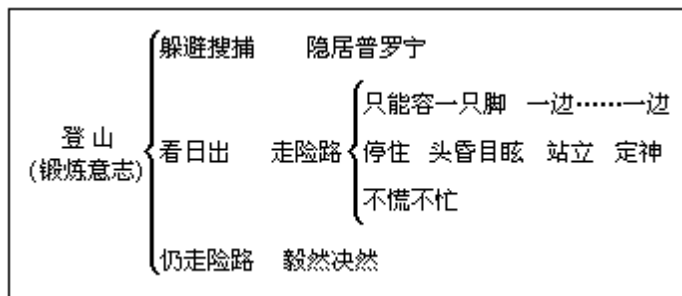 躲避搜捕 隐居普罗宁
只能容一只脚 一边……一边
登山
(锻炼意志)
看日出 走险路
停住 头昏目眩 站立 定神
不慌不忙
仍走险路 毅然决然